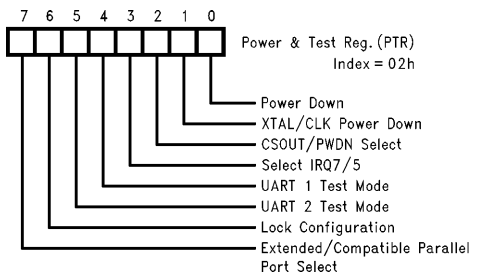 7 6 5 4 3 2 1 0
Power & Test Reg. (PTR)
Index = 02h
Power Down
XTAL/CLK Power Down
CSOUT/PWDN Select
Select IRQ7/5
UART 1 Test Mode
UART 2 Test Mode
Lock Configuration
Extended/Compatible Parallel
Port Select